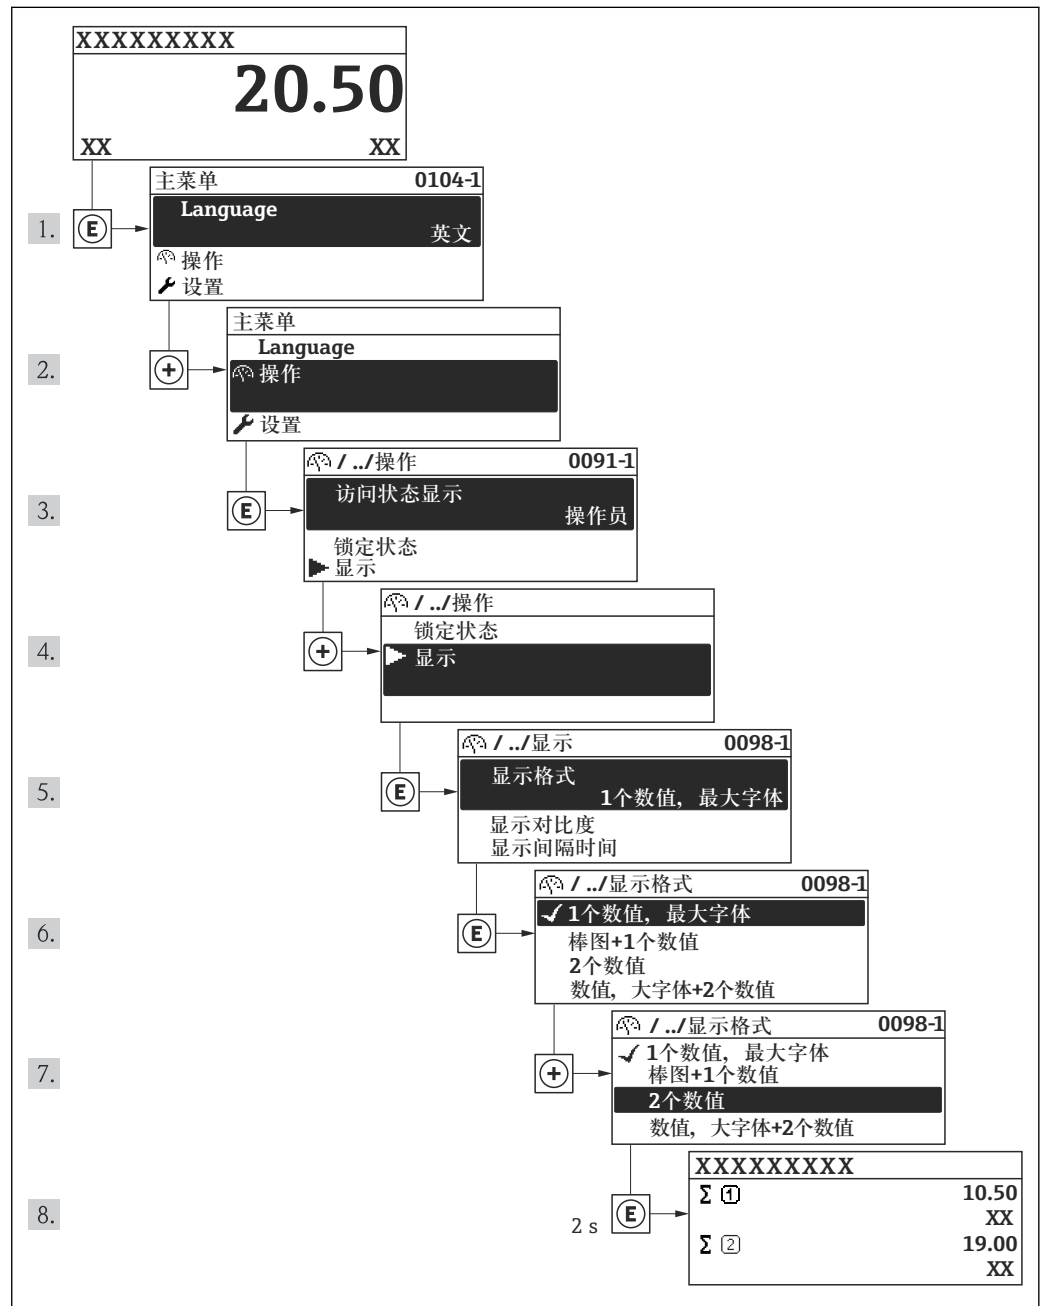 XXXXXXXXX
20.50
XX XX
主菜单 0104-1
Language
英文
操作
设置
1. E
主菜单
Language
操作
设置
2. +
/ ../操作 0091-1
访问状态显示
操作员
锁定状态
显示
3. E
/ ../操作
锁定状态
显示
4. +
/ ../显示 0098-1
显示格式
1个数值，最大字体
显示对比度
显示间隔时间
5. E
/ ../显示格式 0098-1
1个数值，最大字体
棒图+1个数值
2个数值
数值，大字体+2个数值
6. E
/ ../显示格式 0098-1
1个数值，最大字体
棒图+1个数值
2个数值
数值，大字体+2个数值
7. +
XXXXXXXXX
Σ 1 10.50
XX
Σ 2 19.00
XX
8. 2 s E